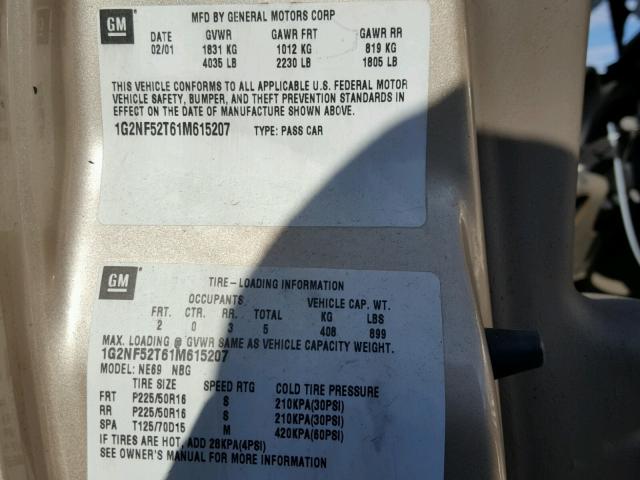 GM
MFD BY GENERAL MOTORS CORP
DATE GVWR GAWR FRT GAWR RR
02/01 1831 KG 1012 KG 819 KG
4035 LB 2230 LB 1805 LB
THIS VEHICLE CONFORMS TO ALL APPLICABLE U.S. FEDERAL MOTOR
VEHICLE SAFETY, BUMPER, AND THEFT PREVENTION STANDARDS IN
EFFECT ON THE DATE OF MANUFACTURE SHOWN ABOVE.
1G2NF52T61M615207 TYPE: PASS CAR
GM
TIRE-LOADING INFORMATION
OCCUPANTS VEHICLE CAP. WT.
FRT. CTR. RR. TOTAL KG LBS
2 0 3 5 408 899
MAX. LOADING @ GVWR SAME AS VEHICLE CAPACITY WEIGHT.
1G2NF52T61M615207
MODEL: NE69 NBG
TIRE SIZE SPEED RTG COLD TIRE PRESSURE
FRT P225/50R16 S 210KPA(30PSI)
RR P225/50R16 S 210KPA(30PSI)
SPA T125/70D15 M 420KPA(60PSI)
IF TIRES ARE HOT, ADD 28KPA(4PSI)
SEE OWNER'S MANUAL FOR MORE INFORMATION